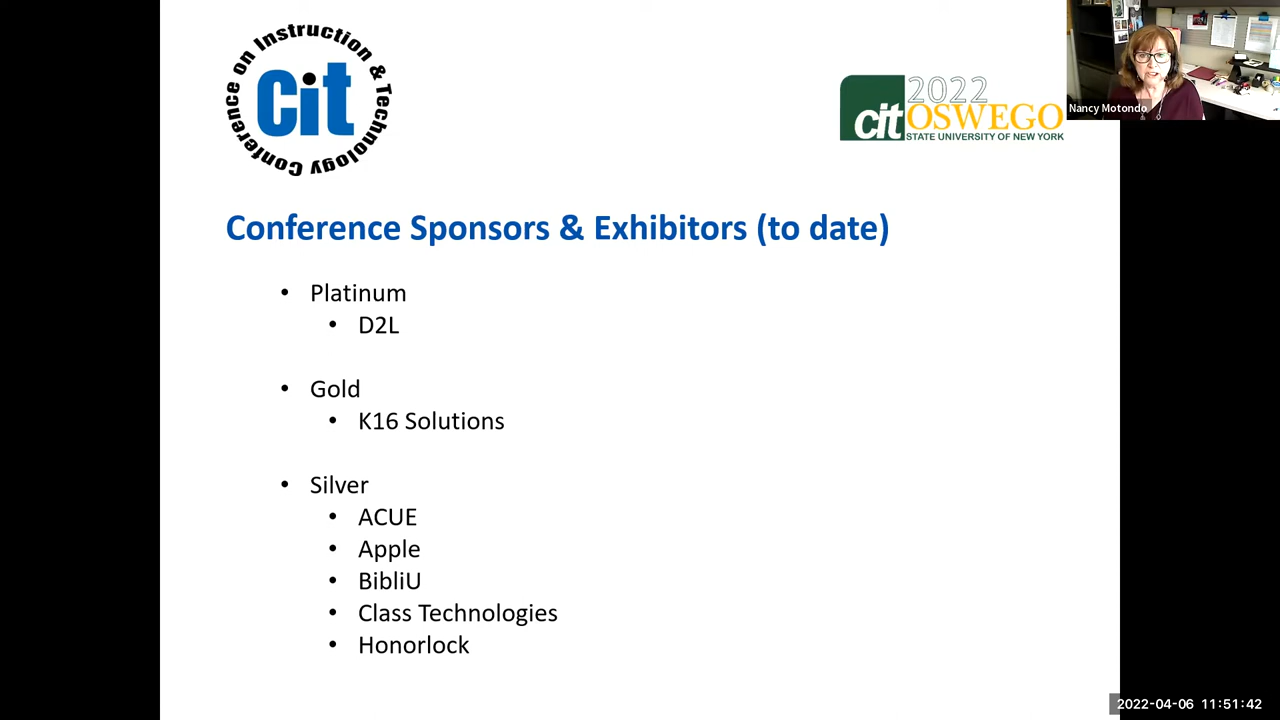 Conference on Instruction & Technology
Cit
2022
cit OSWEGO
STATE UNIVERSITY OF NEW YORK
Nancy Motondo
Conference Sponsors & Exhibitors (to date)
• Platinum
• D2L
• Gold
• K16 Solutions
• Silver
• ACUE
• Apple
• BibliU
• Class Technologies
• Honorlock
2022-04-06 11:51:42